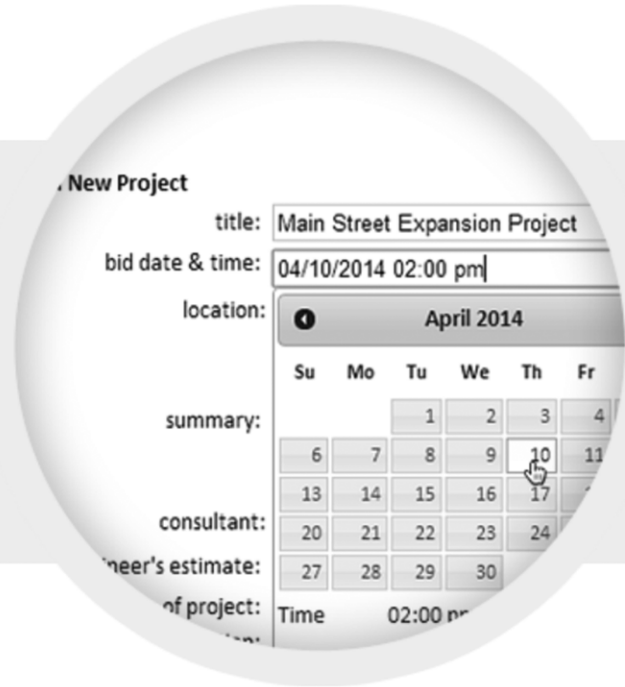 New Project
title: Main Street Expansion Project
bid date & time: 04/10/2014 02:00 pm
location:
April 2014
Su Mo Tu We Th Fr
1 2 3 4
summary:
6 7 8 9 10 11
13 14 15 16 17
consultant:
20 21 22 23 24
estimate:
27 28 29 30
of project:
Time 02:00